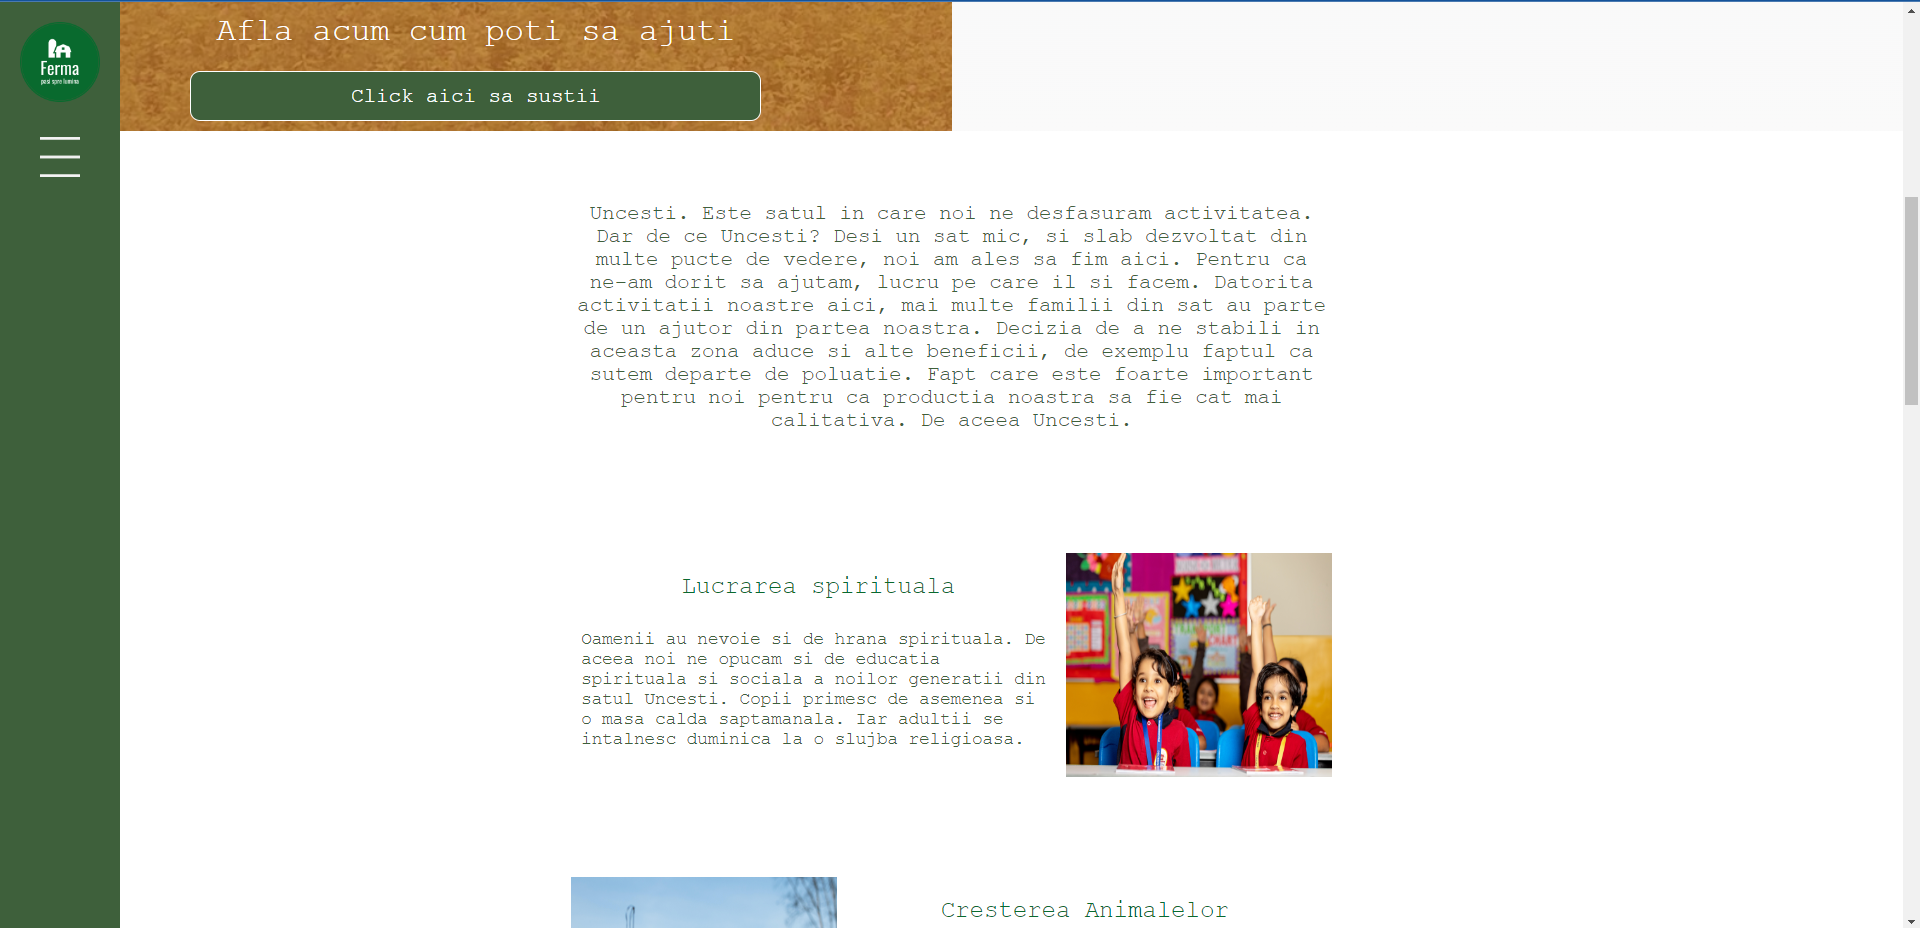 Ferma
pasi spre lumina
Afla acum cum poti sa ajuti
Click aici sa sustii
Uncesti. Este satul in care noi ne desfasuram activitatea.
Dar de ce Uncesti? Desi un sat mic, si slab dezvoltat din
multe pucte de vedere, noi am ales sa fim aici. Pentru ca
ne-am dorit sa ajutam, lucru pe care il si facem. Datorita
activitatii noastre aici, mai multe familii din sat au parte
de un ajutor din partea noastra. Decizia de a ne stabili in
aceasta zona aduce si alte beneficii, de exemplu faptul ca
sutem departe de poluatie. Fapt care este foarte important
pentru noi pentru ca productia noastra sa fie cat mai
calitativa. De aceea Uncesti.
Lucrarea spirituala
Oamenii au nevoie si de hrana spirituala. De
aceea noi ne opucam si de educatia
spirituala si sociala a noilor generatii din
satul Uncesti. Copii primesc de asemenea si
o masa calda saptamanala. Iar adultii se
intalnesc duminica la o slujba religioasa.
Cresterea Animalelor